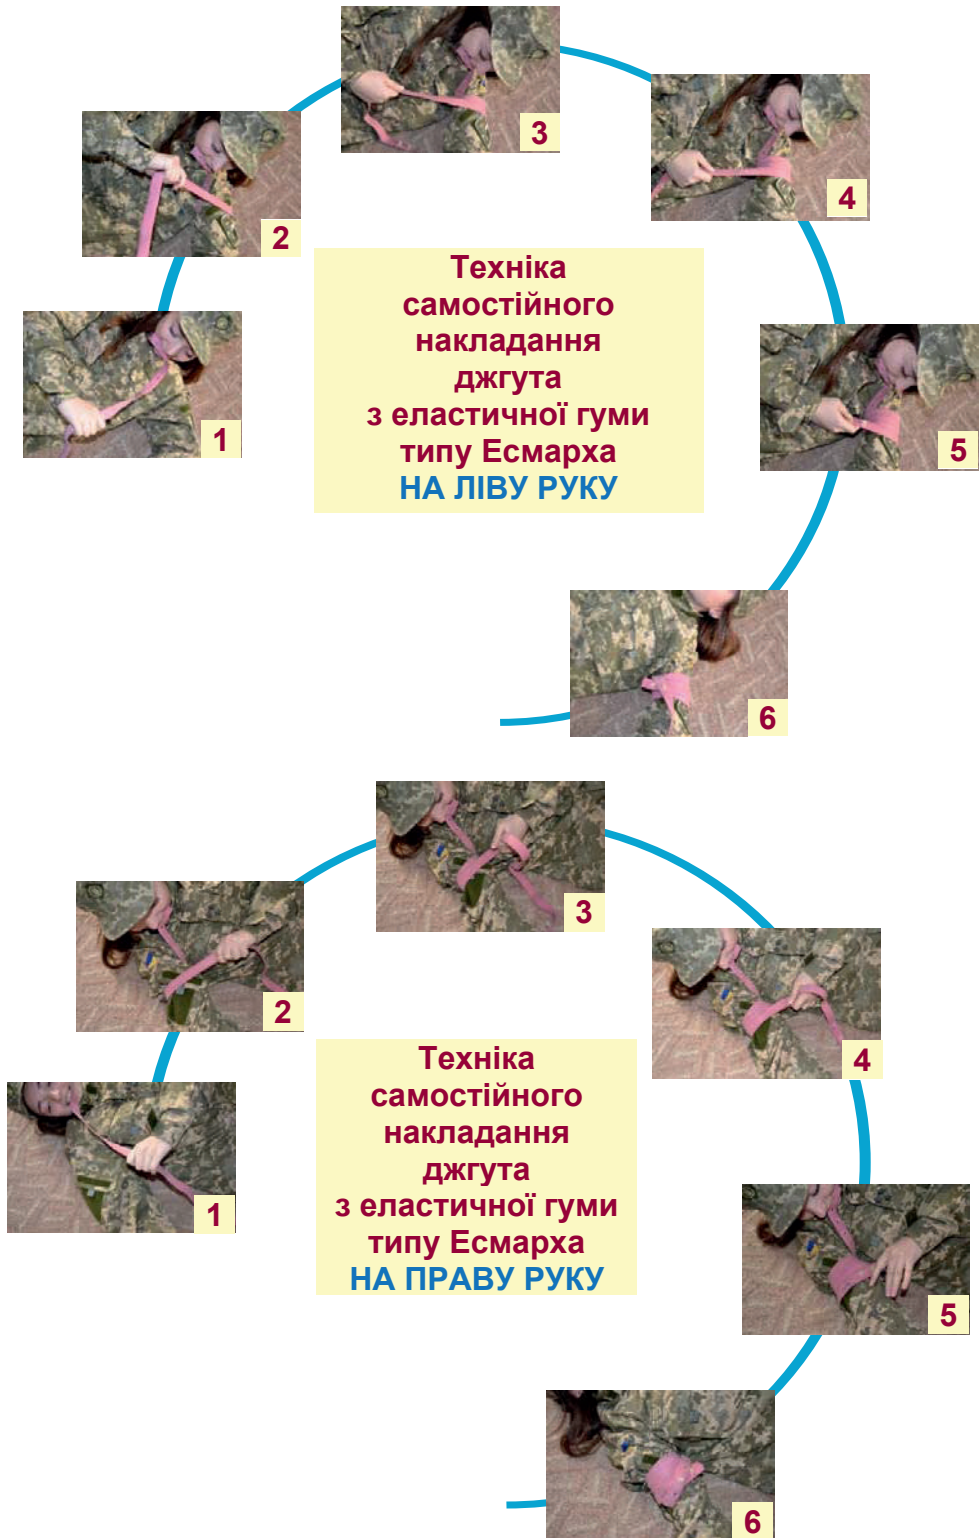 3
4
2
Техніка
самостійного
накладання
джгута
з еластичної гуми
типу Есмарха
НА ЛІВУ РУКУ
1
5
6
3
2
4
Техніка
самостійного
накладання
джгута
з еластичної гуми
типу Есмарха
НА ПРАВУ РУКУ
1
5
6